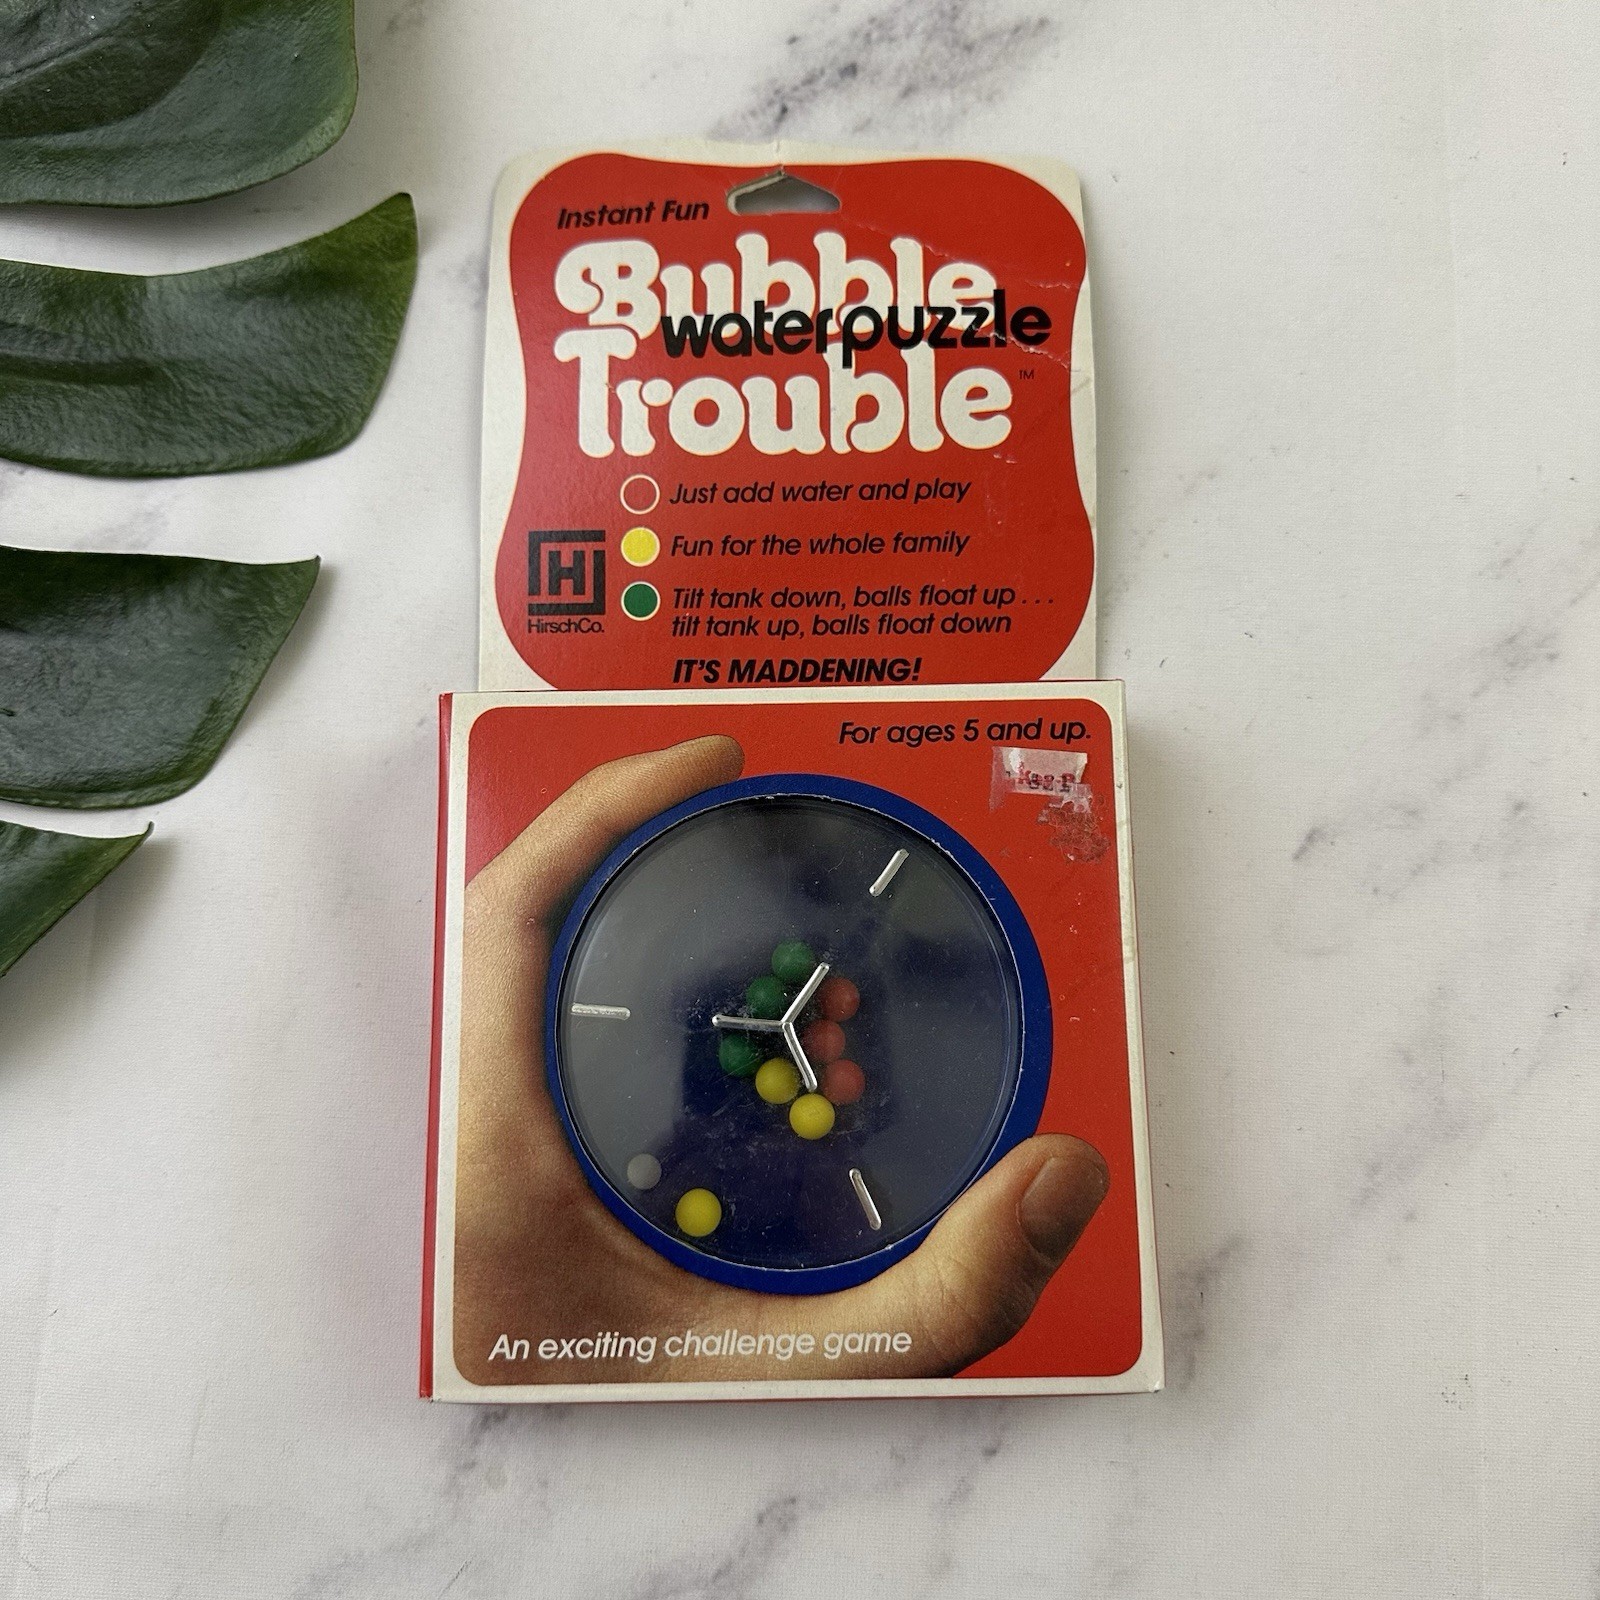 Instant Fun
Bubble
waterpuzzle
Trouble
TM
Just add water and play
Fun for the whole family
Tilt tank down, balls float up . . .
tilt tank up, balls float down
H
HirschCo.
IT'S MADDENING!
For ages 5 and up.
An exciting challenge game